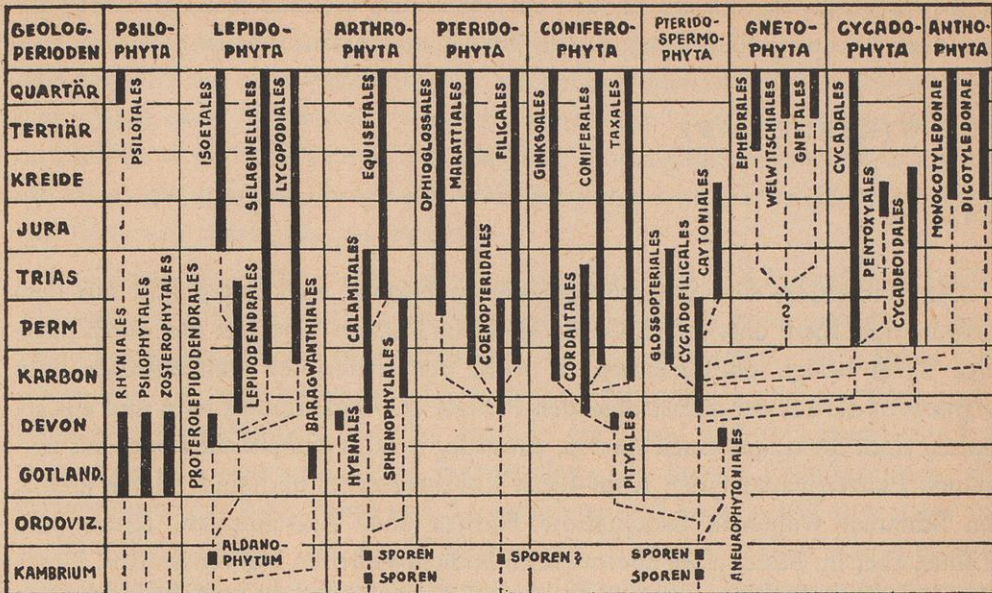 GEOLOG. PERIODEN
PSILO-PHYTA
LEPIDO-PHYTA
ARTHRO-PHYTA
PTERIDO-PHYTA
CONIFERO-PHYTA
PTERIDO-SPERMO-PHYTA
GNETO-PHYTA
CYCADO-PHYTA
ANTHO-PHYTA
QUARTÄR
TERTIÄR
KREIDE
JURA
TRIAS
PERM
KARBON
DEVON
GOTLAND.
ORDOVIZ.
KAMBRIUM
PSILOTALES
RHYNIALES
PSILOPHYTALES
ZOSTEROPHYTALES
ISOETALES
SELAGINELLALES
LYCOPODIALES
PROTEROLEPIDODENDRALES
LEPIDODENDRALES
BARAGWANTHIALES
ALDANO-
PHYTUM
EQUISETALES
CALAMITALES
HYENALES
SPHENOPHYLALES
SPOREN
SPOREN
OPHIOGLOSSALES
MARATIALES
FILICALES
COENOPTERIDALES
SPOREN?
GINKGOALES
CONIFERALES
TAXALES
CORDAITALES
PITYALES
GLOSSOPTERIALES
CYCADOFILICALES
CAYTONIALES
ANEUROPHYTONIALES
SPOREN
SPOREN
EPHEDRALES
WELWITSCHIALES
GNETALES
?
CYCADALES
PENTOXYALES
CYCADEOIDALES
MONOCOTYLEDONAE
DICOTYLEDONAE